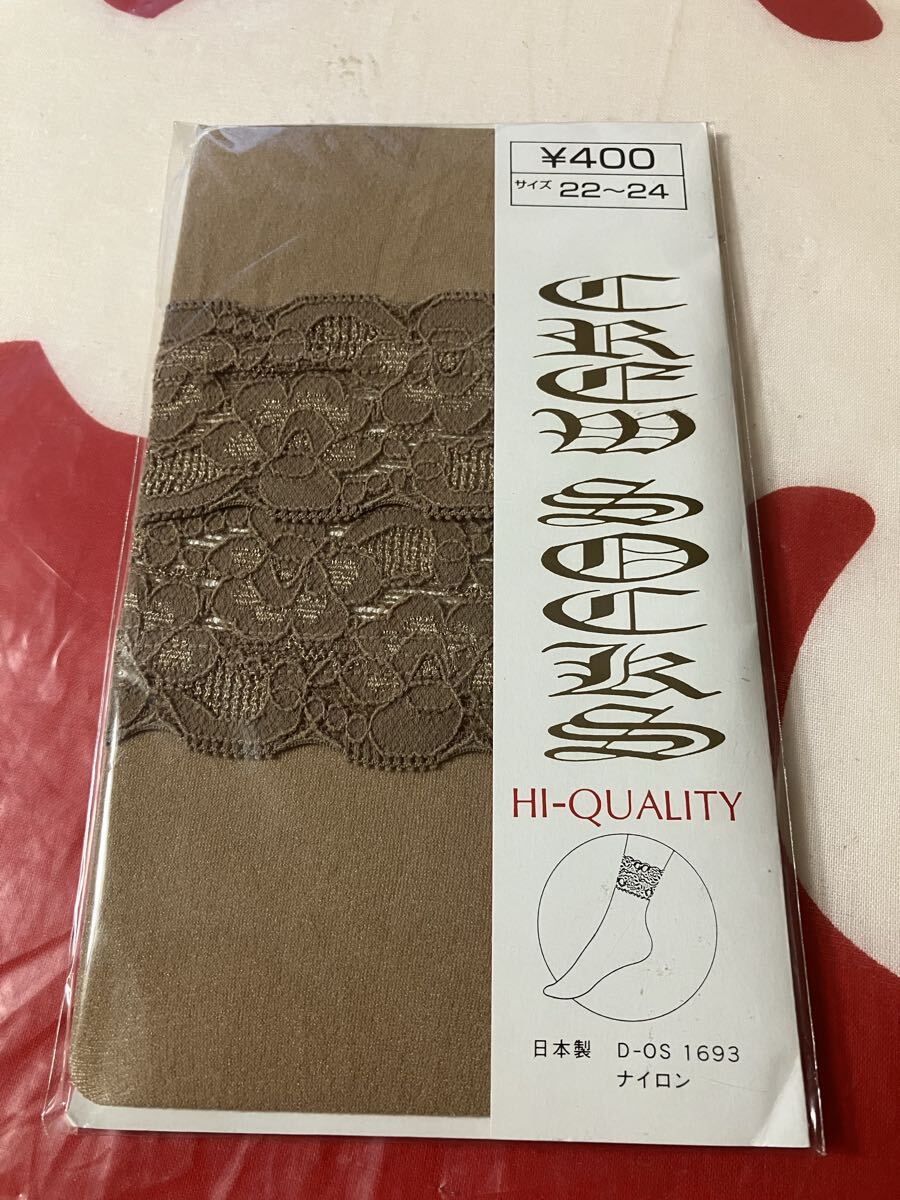 ¥400
サイズ 22～24
CREW SOCKS
HI-QUALITY
日本製 D-OS 1693
ナイロン